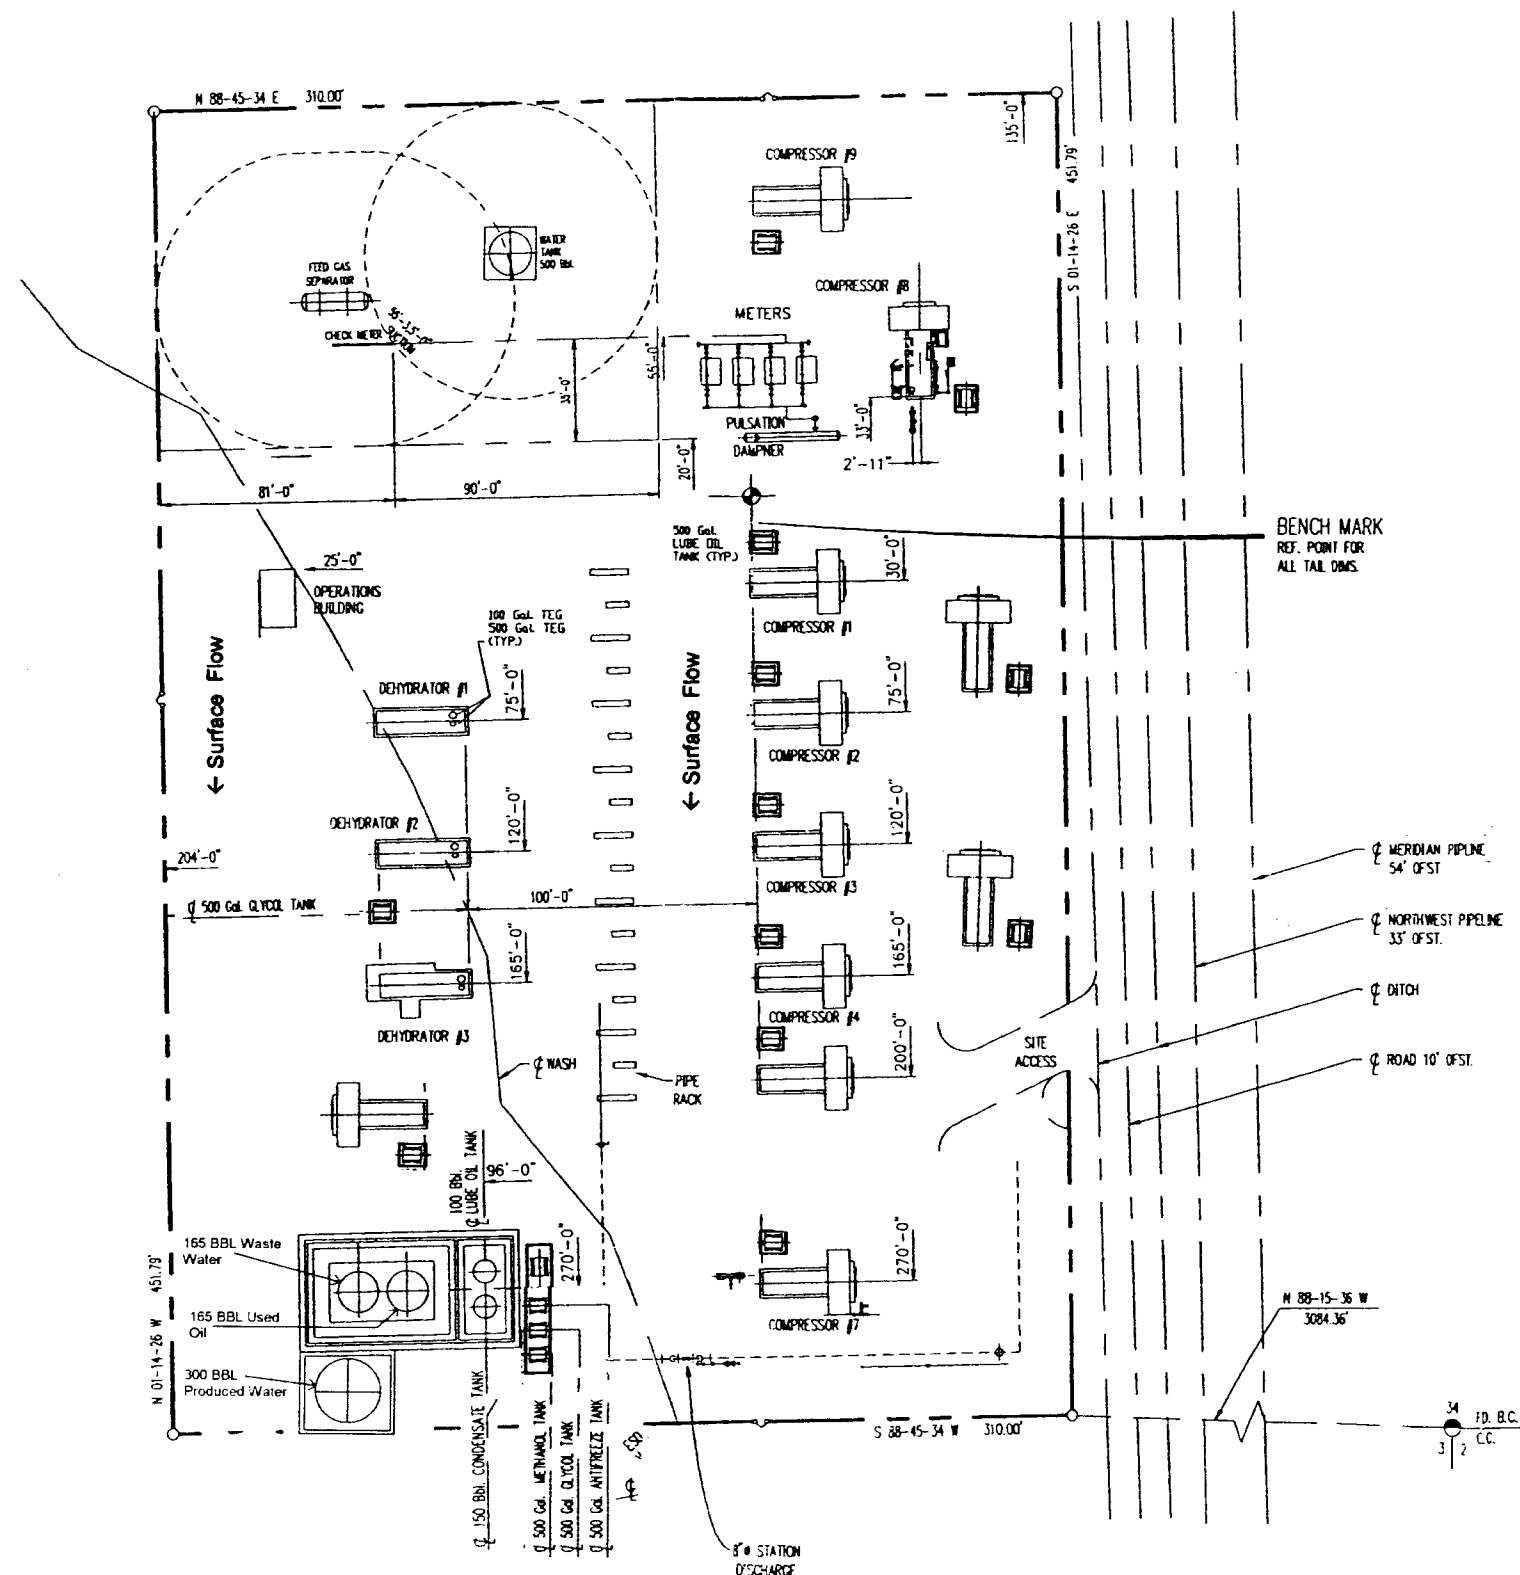 N 88-45-34 E 310.00'
135'-0"
S 01-14-26 E 451.79'
COMPRESSOR #9
WATER
TANK
500 Bbl.
FEED GAS
SEPARATOR
COMPRESSOR #8
CHECK METER
METERS
35'-0"
55'-0"
PULSATION
DAMPNER
33'-0"
2'-11"
20'-0"
81'-0"
90'-0"
BENCH MARK
REF. POINT FOR
ALL TAIL DIMS.
500 Gal.
LUBE OIL
TANK (TYP.)
30'-0"
25'-0"
OPERATIONS
BUILDING
100 Gal. TEG
500 Gal. TEG
(TYP.)
COMPRESSOR #1
← Surface Flow
← Surface Flow
DEHYDRATOR #1
75'-0"
75'-0"
COMPRESSOR #2
DEHYDRATOR #2
120'-0"
120'-0"
204'-0"
℄ MERIDIAN PIPLINE
54' OFST
COMPRESSOR #3
℄ 500 Gal. GLYCOL TANK
100'-0"
℄ NORTHWEST PIPELINE
33' OFST.
165'-0"
165'-0"
℄ DITCH
COMPRESSOR #4
DEHYDRATOR #3
200'-0"
SITE
ACCESS
℄ WASH
℄ ROAD 10' OFST.
PIPE
RACK
100 Bbl.
℄ LUBE OIL TANK
96'-0"
165 BBL Waste
Water
270'-0"
270'-0"
N 01-14-26 W 451.79'
165 BBL Used
Oil
COMPRESSOR #7
N 88-15-36 W
3084.36'
300 BBL
Produced Water
℄ 150 Bbl. CONDENSATE TANK
℄ 500 Gal. METHANOL TANK
℄ 500 Gal. GLYCOL TANK
℄ 500 Gal. ANTIFREEZE TANK
S 88-45-34 W 310.00'
34
FD. B.C.
C.C.
3 2
8"ø STATION
DISCHARGE